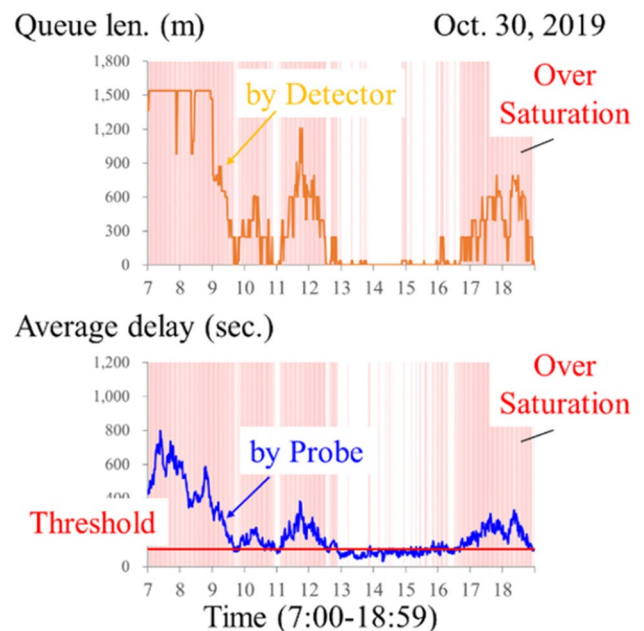 Queue len. (m) Oct. 30, 2019
1,800
1,500
1,200
900
600
300
0
by Detector
Over
Saturation
7 8 9 10 11 12 13 14 15 16 17 18
Average delay (sec.)
1,200
1,000
800
600
400
200
0
by Probe
Over
Saturation
Threshold
7 8 9 10 11 12 13 14 15 16 17 18
Time (7:00-18:59)